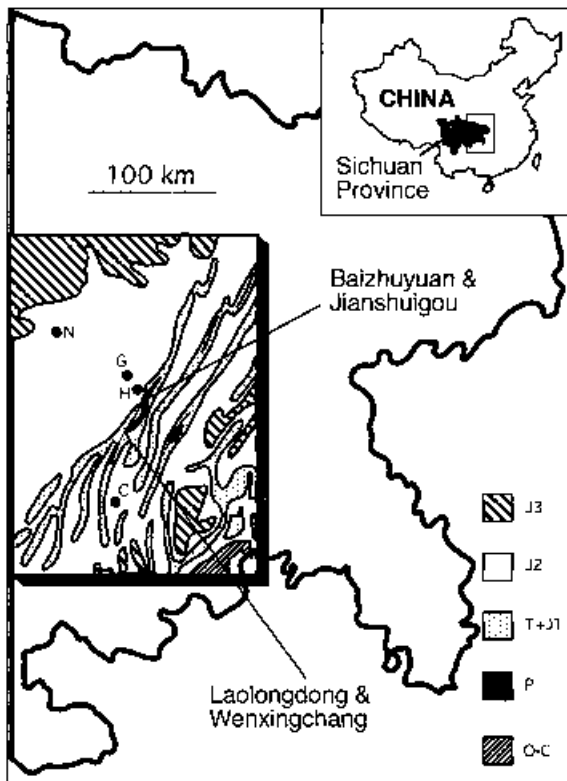 CHINA
Sichuan
Province
100 km
Baizhuyuan &
Jianshuigou
N
G
H
C
J3
J2
T+J1
P
O-C
Laolongdong &
Wenxingchang